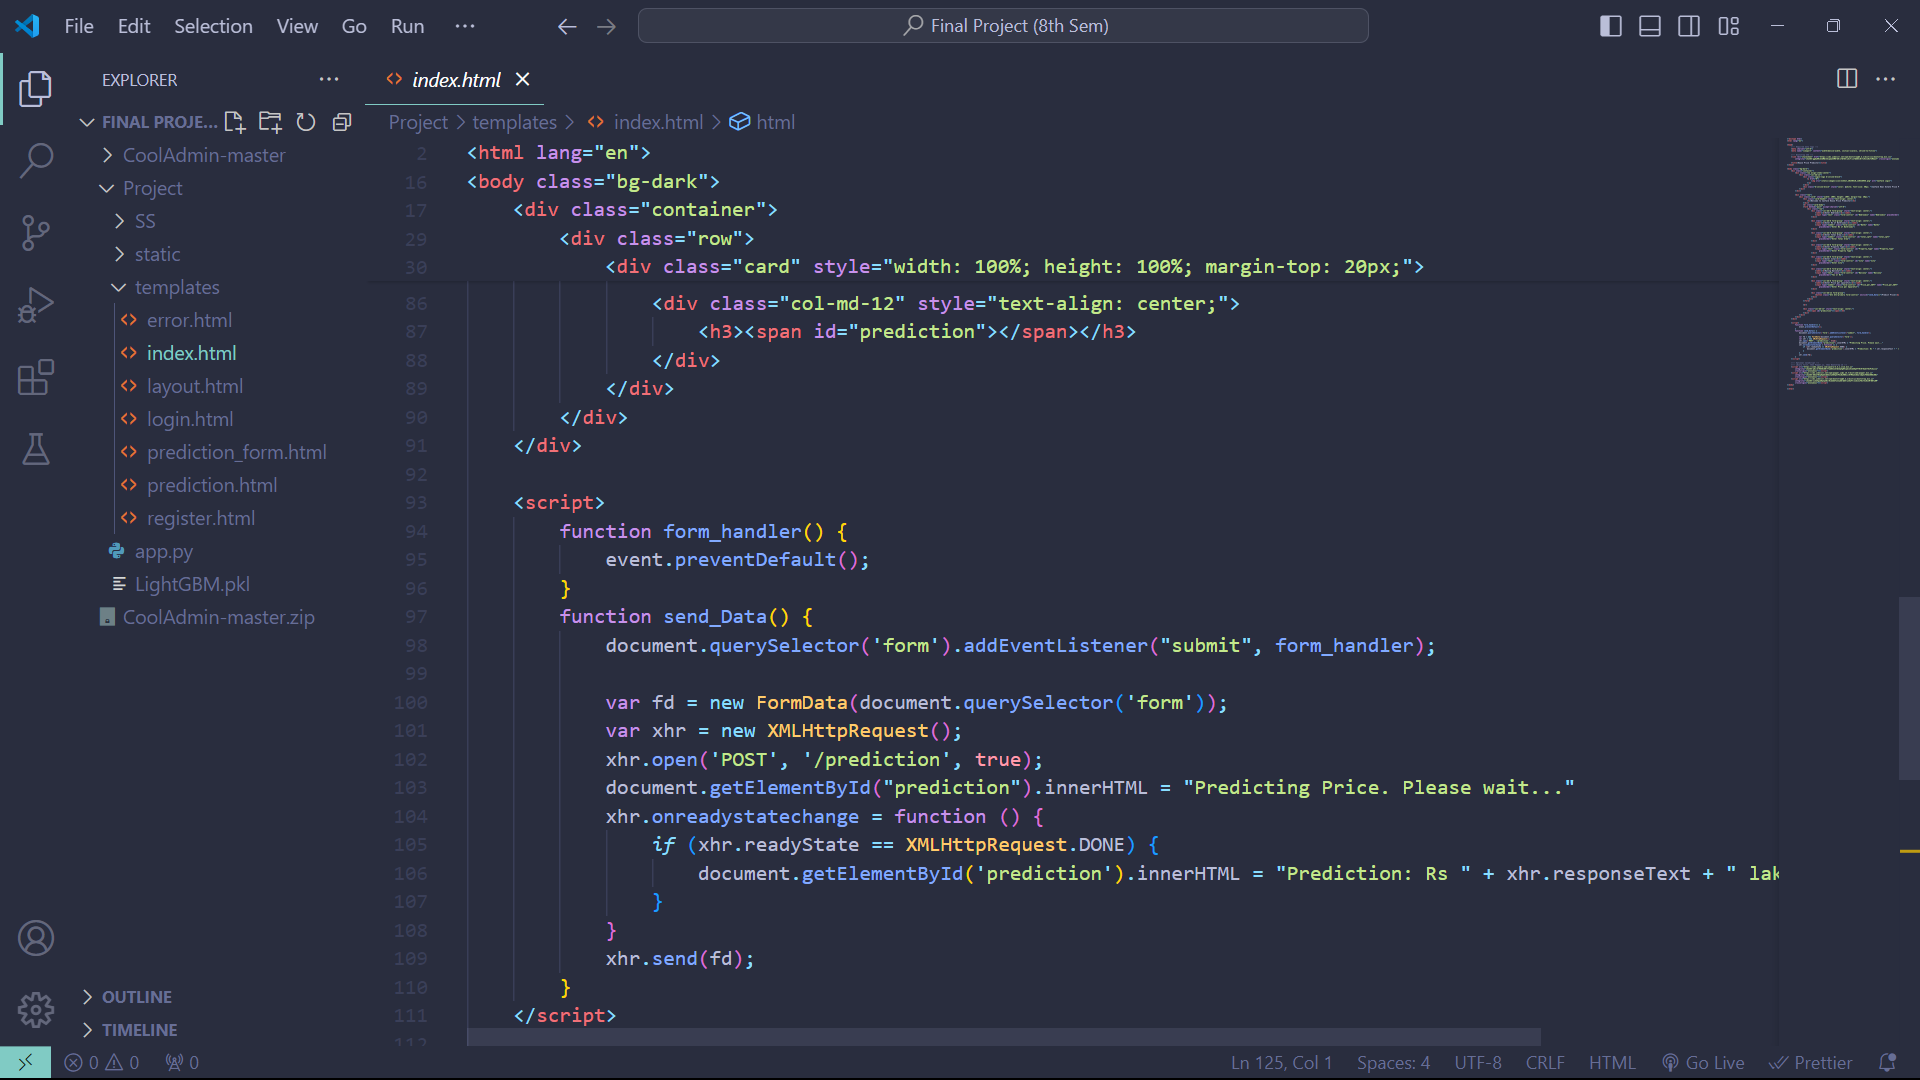 File Edit Selection View Go Run
Final Project (8th Sem)
EXPLORER
index.html
FINAL PROJE...
Project templates index.html html
CoolAdmin-master
Project
SS
static
templates
error.html
index.html
layout.html
login.html
prediction_form.html
prediction.html
register.html
app.py
LightGBM.pkl
CoolAdmin-master.zip
OUTLINE
TIMELINE
2 <html lang="en">
16 <body class="bg-dark">
17 <div class="container">
29 <div class="row">
30 <div class="card" style="width: 100%; height: 100%; margin-top: 20px;">
86 <div class="col-md-12" style="text-align: center;">
87 <h3><span id="prediction"></span></h3>
88 </div>
89 </div>
90 </div>
91 </div>
92
93 <script>
94 function form_handler() {
95 event.preventDefault();
96 }
97 function send_Data() {
98 document.querySelector('form').addEventListener("submit", form_handler);
99
100 var fd = new FormData(document.querySelector('form'));
101 var xhr = new XMLHttpRequest();
102 xhr.open('POST', '/prediction', true);
103 document.getElementById("prediction").innerHTML = "Predicting Price. Please wait..."
104 xhr.onreadystatechange = function () {
105 if (xhr.readyState == XMLHttpRequest.DONE) {
106 document.getElementById('prediction').innerHTML = "Prediction: Rs " + xhr.responseText + " lak
107 }
108 }
109 xhr.send(fd);
110 }
111 </script>
112
0 0 0
Ln 125, Col 1 Spaces: 4 UTF-8 CRLF HTML Go Live Prettier